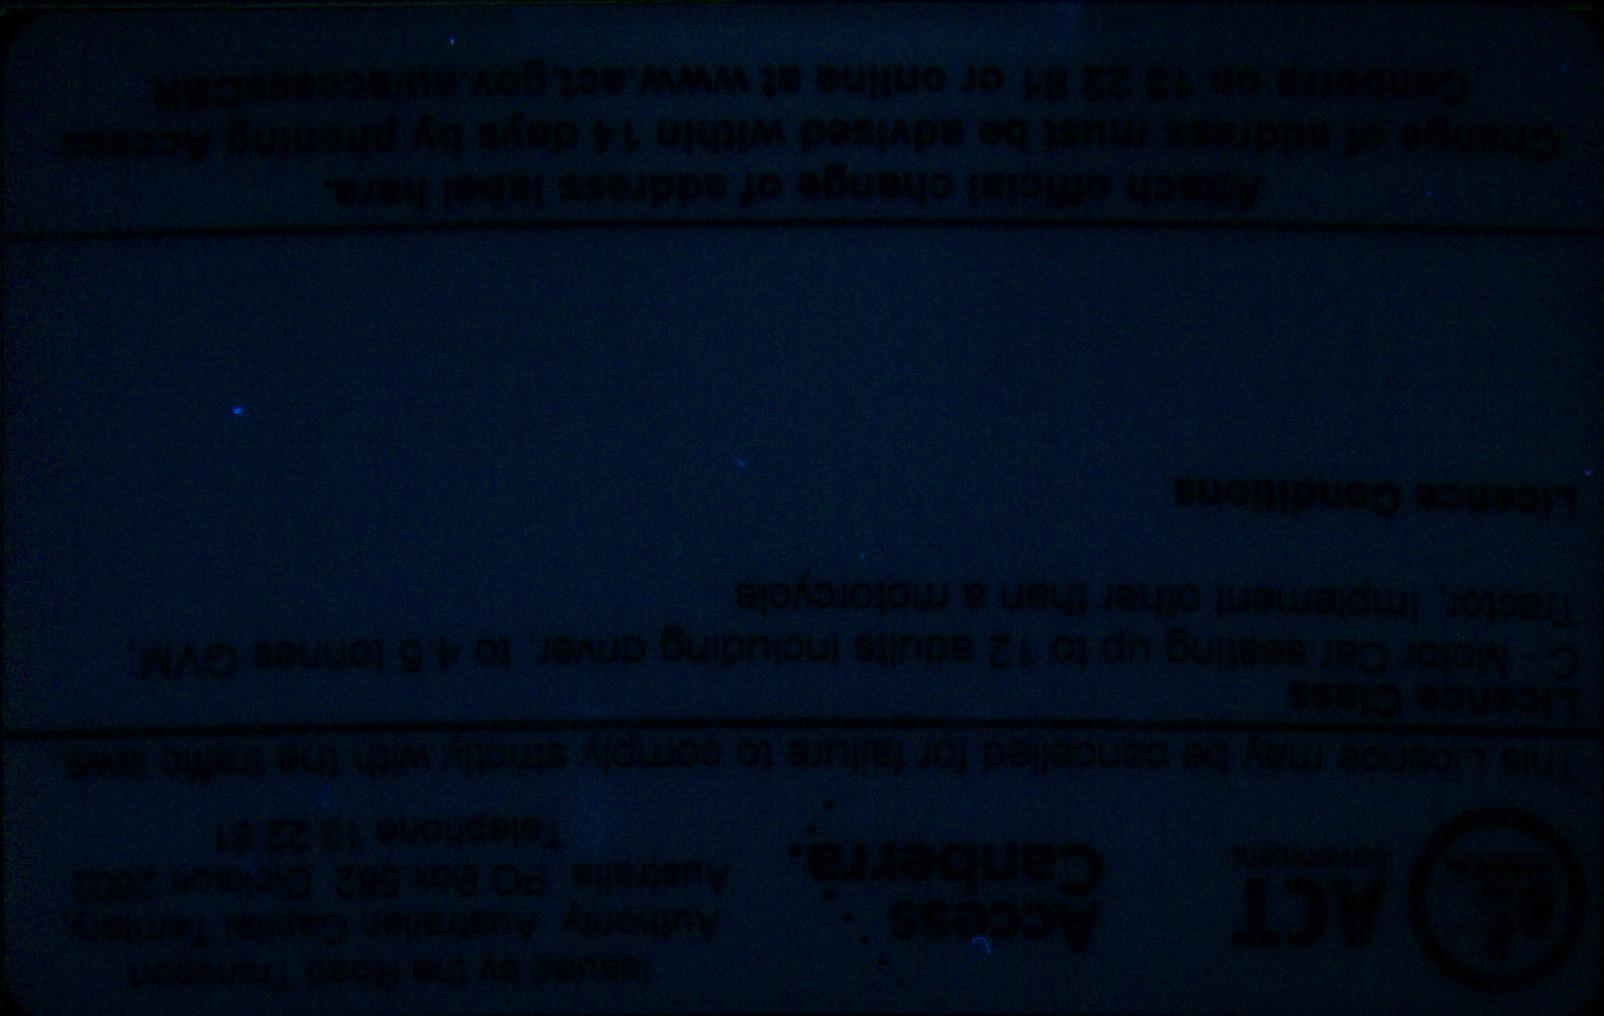 ACT
Government
Access
Canberra.
Issued by the Road Transport
Authority Australian Capital Territory,
Australia PO Box 582 Dickson 2602
Telephone 13 22 81
This Licence may be cancelled for failure to comply strictly with the traffic laws
Licence Class
C - Motor Car seating up to 12 adults including driver, to 4.5 tonnes GVM,
Tractor, Implement other than a motorcycle
Licence Conditions
Attach official change of address label here.
Change of address must be advised within 14 days by phoning Access
Canberra on 13 22 81 or online at www.act.gov.au/accessCBR